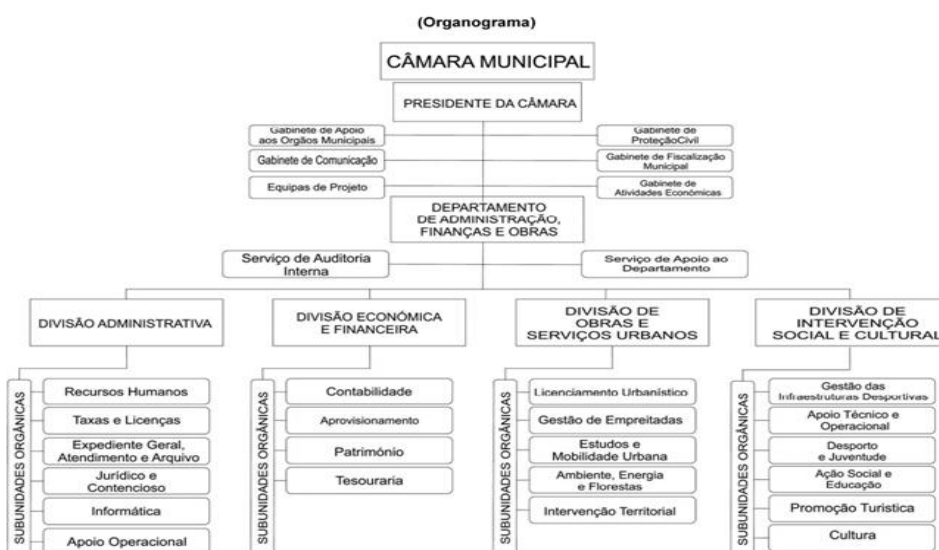 (Organograma)
CÂMARA MUNICIPAL
PRESIDENTE DA CÂMARA
Gabinete de Apoio
aos Orgãos Municipais
Gabinete de
ProteçãoCivil
Gabinete de Comunicação
Gabinete de Fiscalização
Municipal
Equipas de Projeto
Gabinete de
Atividades Económicas
DEPARTAMENTO
DE ADMINISTRAÇÃO,
FINANÇAS E OBRAS
Serviço de Auditoria
Interna
Serviço de Apoio ao
Departamento
DIVISÃO ADMINISTRATIVA
SUBUNIDADES ORGÂNICAS
Recursos Humanos
Taxas e Licenças
Expediente Geral,
Atendimento e Arquivo
Jurídico e
Contencioso
Informática
Apoio Operacional
DIVISÃO ECONÓMICA
E FINANCEIRA
SUBUNIDADES ORGÂNICAS
Contabilidade
Aprovisionamento
Património
Tesouraria
DIVISÃO DE
OBRAS E
SERVIÇOS URBANOS
SUBUNIDADES ORGÂNICAS
Licenciamento Urbanístico
Gestão de Empreitadas
Estudos e
Mobilidade Urbana
Ambiente, Energia
e Florestas
Intervenção Territorial
DIVISÃO DE
INTERVENÇÃO
SOCIAL E CULTURAL
SUBUNIDADES ORGÂNICAS
Gestão das
Infraestruturas Desportivas
Apoio Técnico e
Operacional
Desporto
e Juventude
Ação Social e
Educação
Promoção Turistica
Cultura